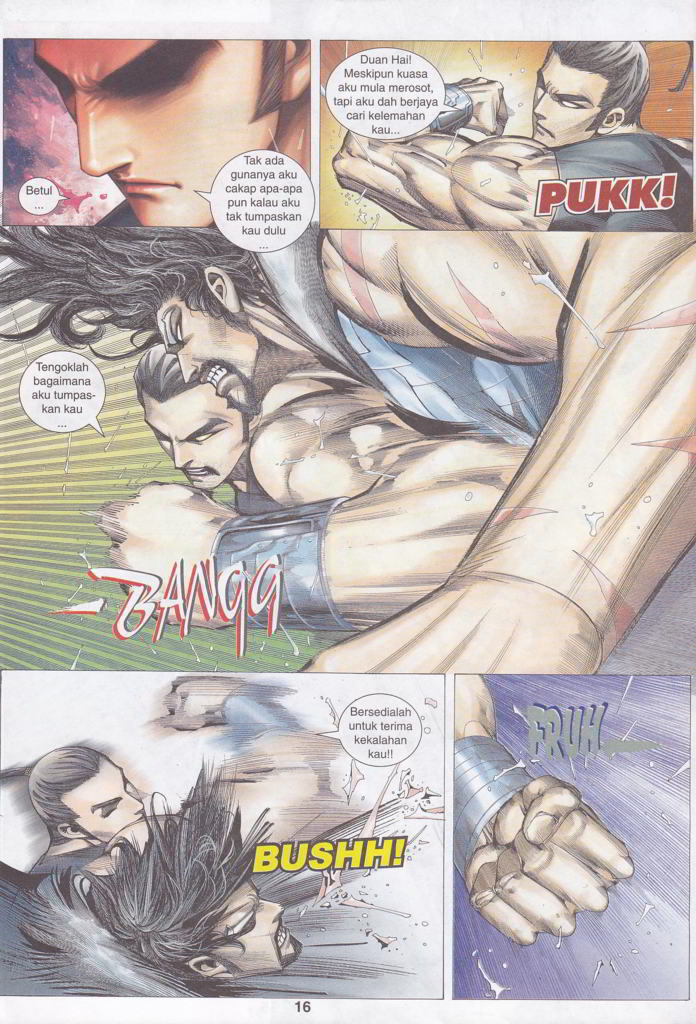 Betul
...
Tak ada
gunanya aku
cakap apa-apa
pun kalau aku
tak tumpaskan
kau dulu
...
Duan Hai!
Meskipun kuasa
aku mula merosot,
tapi aku dah berjaya
cari kelemahan
kau...
PUKK!
Tengoklah
bagaimana
aku tumpas-
kan kau
...
BANGG
Bersedialah
untuk terima
kekalahan
kau!!
BUSHH!
FRUH
16